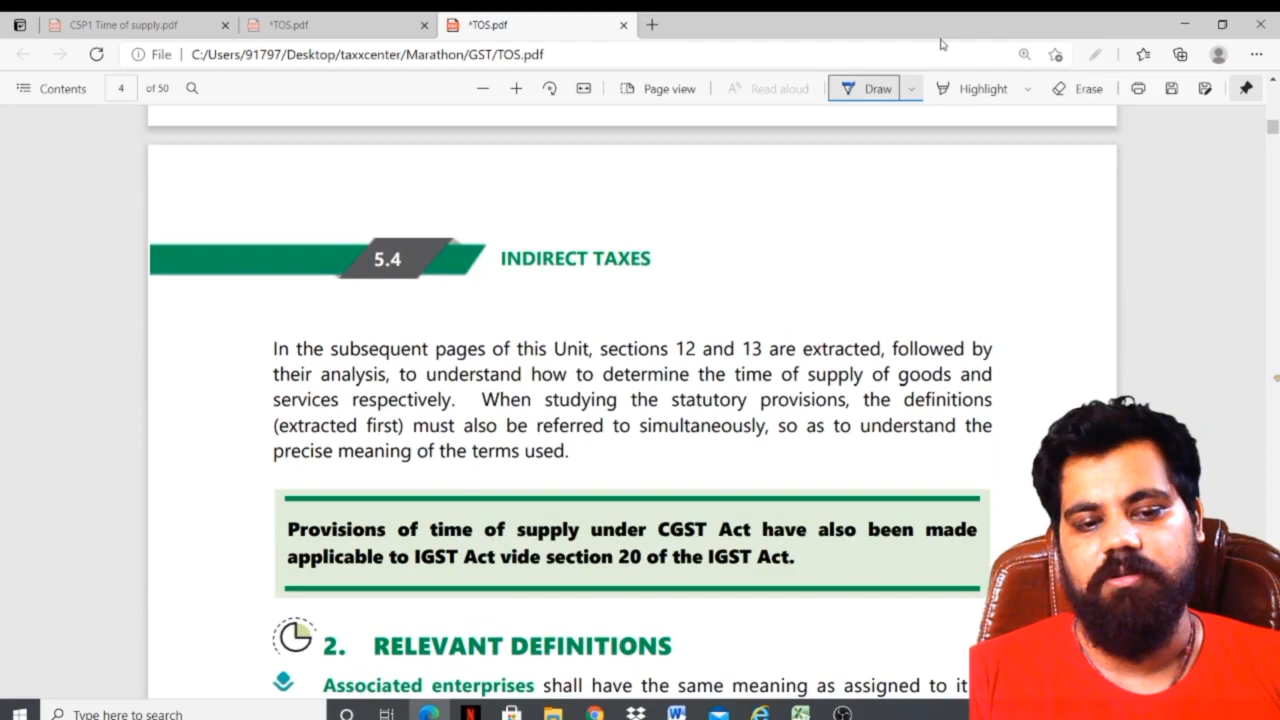 CSP1 Time of supply.pdf
*TOS.pdf
*TOS.pdf
File C:/Users/91797/Desktop/taxxcenter/Marathon/GST/TOS.pdf
Contents 4 of 50 Page view Read aloud Draw Highlight Erase
5.4 INDIRECT TAXES
In the subsequent pages of this Unit, sections 12 and 13 are extracted, followed by
their analysis, to understand how to determine the time of supply of goods and
services respectively. When studying the statutory provisions, the definitions
(extracted first) must also be referred to simultaneously, so as to understand the
precise meaning of the terms used.
Provisions of time of supply under CGST Act have also been made
applicable to IGST Act vide section 20 of the IGST Act.
2. RELEVANT DEFINITIONS
Associated enterprises shall have the same meaning as assigned to it
Type here to search